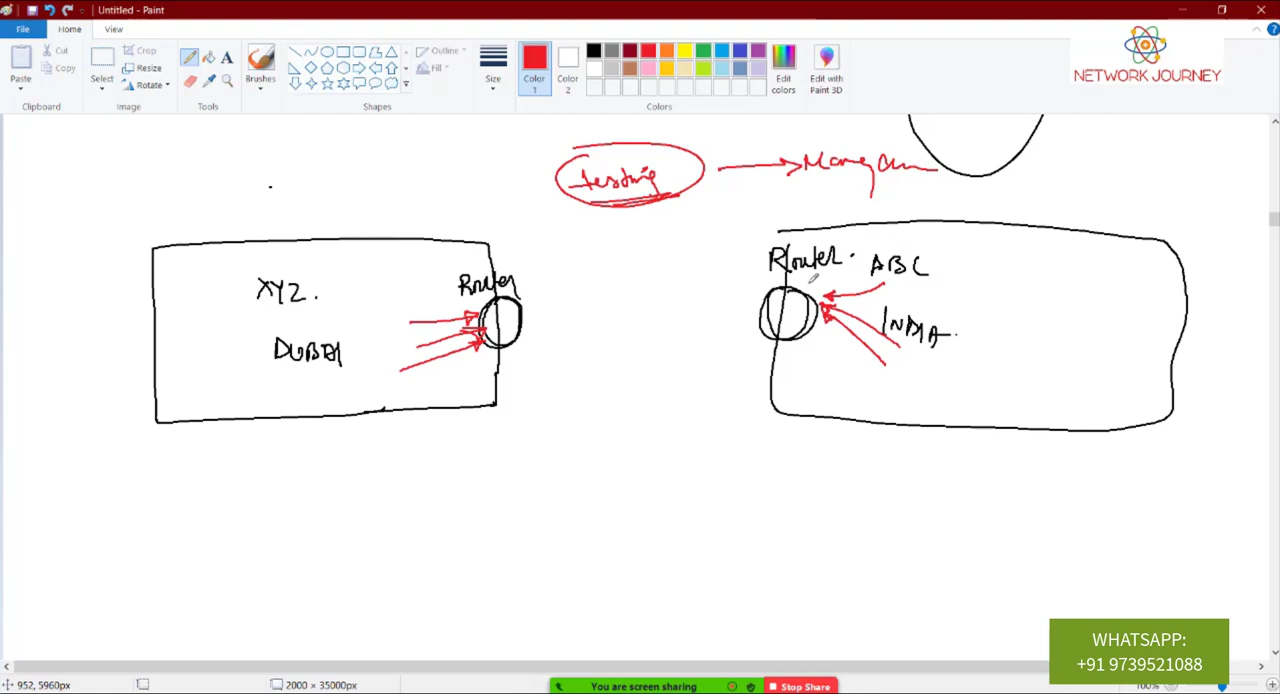 Untitled - Paint
File Home View
Paste
Cut
Copy
Clipboard
Select
Crop
Resize
Rotate
Image
Tools
Brushes
Shapes
Outline
Fill
Size
Color 1
Color 2
Colors
Edit colors
Edit with Paint 3D
NETWORK JOURNEY
testing
XYZ.
DUBAI
Router
Router.
ABC
INDIA.
WHATSAPP:
+91 9739521088
952, 5960px
2000 × 35000px
You are screen sharing
Stop Share
100%